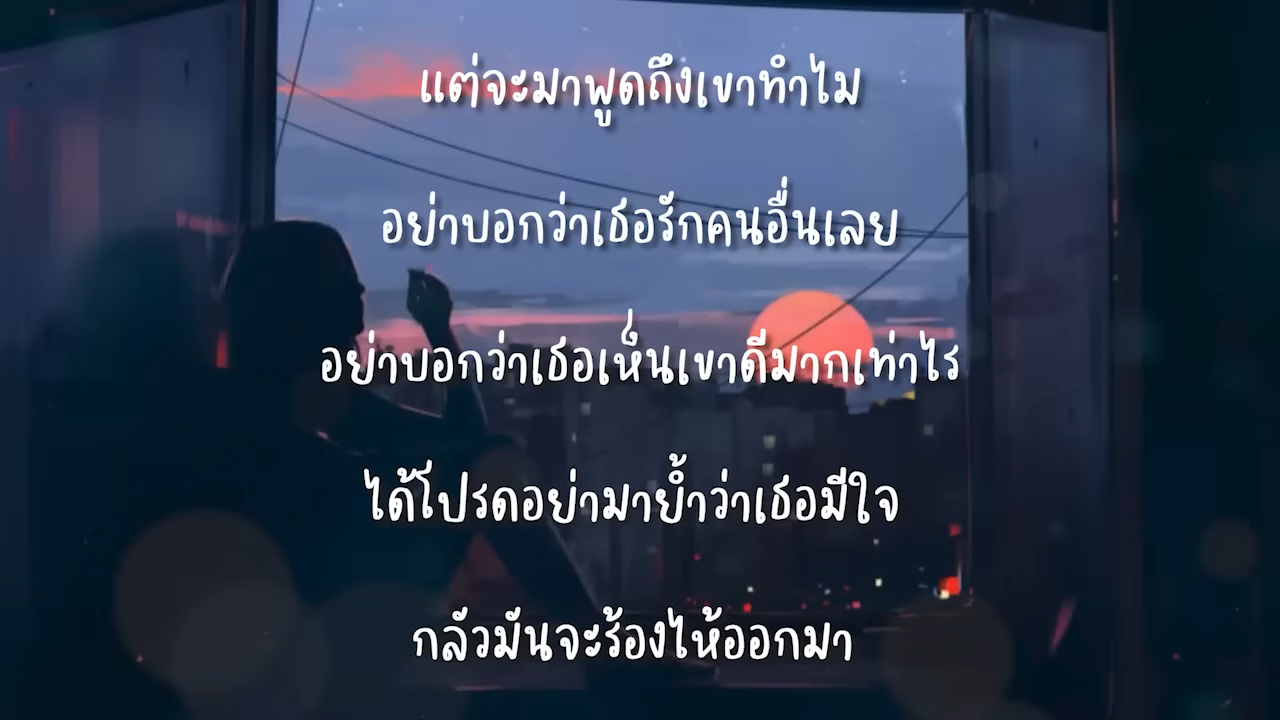 แต่จะมาพูดถึงเขาทำไม
อย่าบอกว่าเธอรักคนอื่นเลย
อย่าบอกว่าเธอเห็นเขาดีมากเท่าไร
ได้โปรดอย่ามาย้ำว่าเธอมีใจ
กลัวมันจะร้องไห้ออกมา